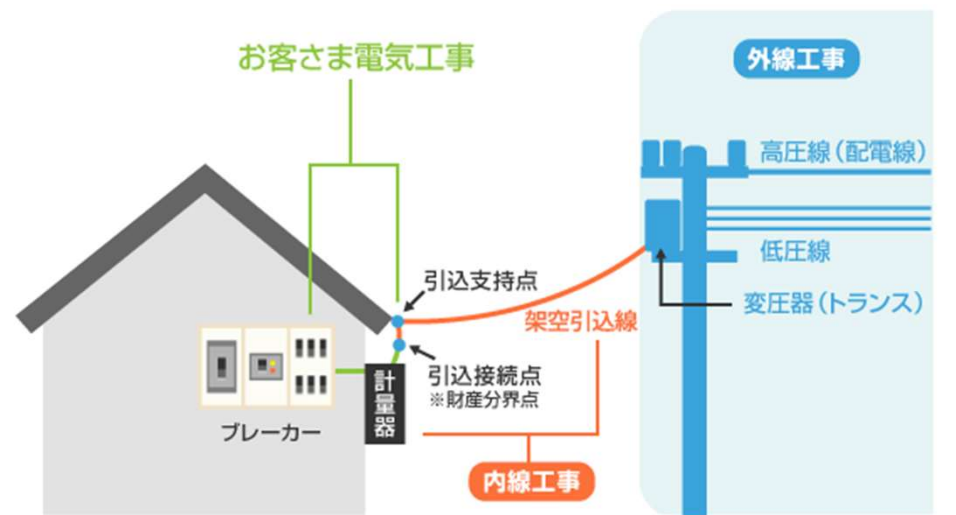 お客さま電気工事
外線工事
高圧線（配電線）
低圧線
変圧器（トランス）
引込支持点
架空引込線
引込接続点
※財産分界点
計量器
ブレーカー
内線工事